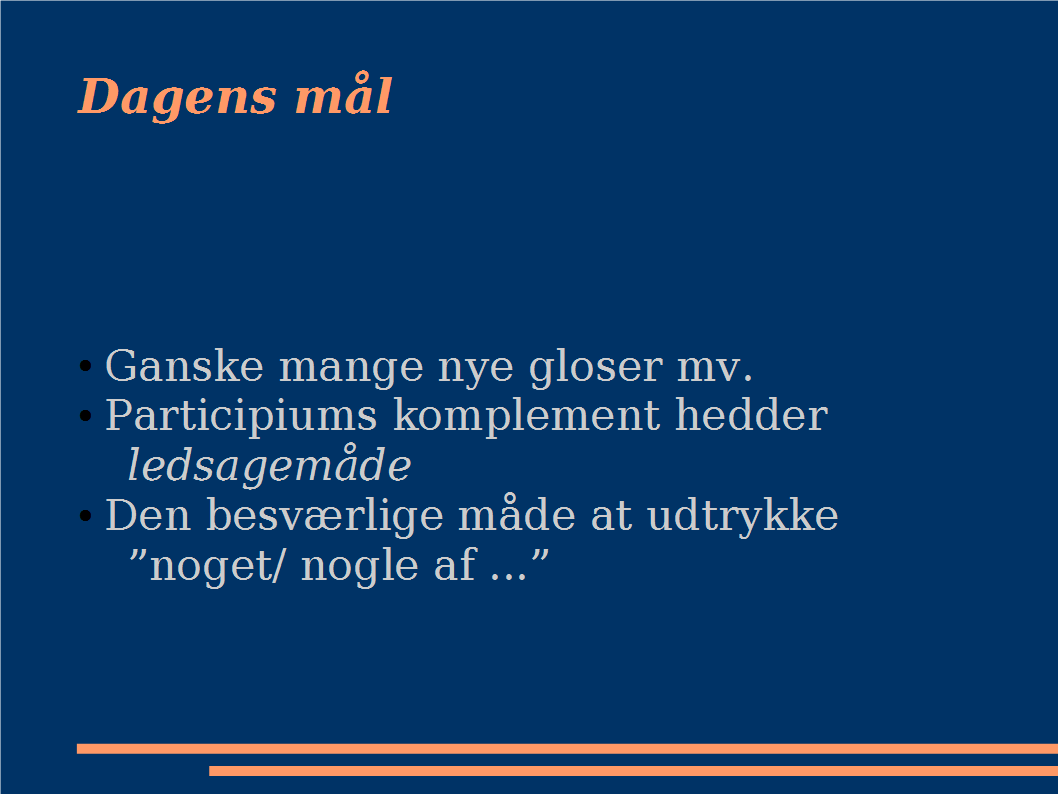 Dagens mål
• Ganske mange nye gloser mv.
• Participiums komplement hedder
ledsagemåde
• Den besværlige måde at udtrykke
”noget/ nogle af ...”